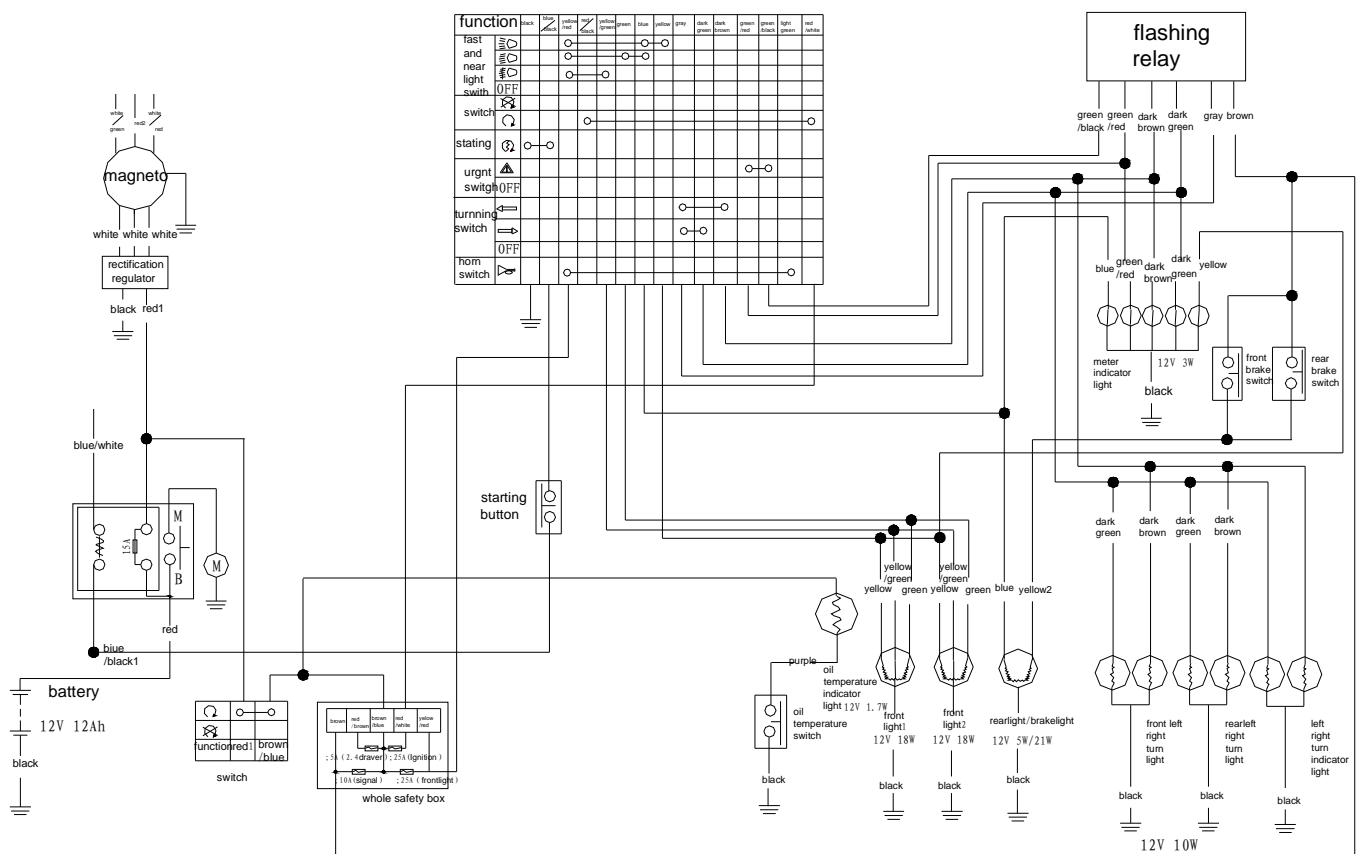 function
black
blue
/black
yellow
/red
red
/black
yellow
/green
green
blue
yellow
gray
dark
green
dark
brown
green
/red
green
/black
light
green
red
/white
fast
and
near
light
swith
OFF
switch
stating
urgnt
switch
OFF
turnning
switch
OFF
horn
switch
flashing
relay
green
/black
green
/red
dark
brown
dark
green
gray
brown
white
green
red2
white
red
magneto
white white white
rectification
regulator
black
red1
blue
green
/red
dark
brown
dark
green
yellow
meter
indicator
light
12V 3W
black
front
brake
switch
rear
brake
switch
blue/white
15A
M
B
M
red
biue
/black1
starting
button
battery
12V 12Ah
black
functionred1
brown
/blue
switch
brown
red
/brown
brown
/blue
red
/white
yellow
/red
;5A(2.4draver)
;25A(Ignition)
;10A(signal)
;25A(frontlight)
whole safety box
purple
oil
temperature
indicator
light
12V 1.7W
oil
temperature
switch
black
yellow
yellow
/green
green
yellow
yellow
/green
green
blue
yellow2
front
light1
12V 18W
front
light2
12V 18W
rearlight/brakelight
12V 5W/21W
black
black
black
dark
green
dark
brown
dark
green
dark
brown
front left
right
turn
light
rearleft
right
turn
light
left
right
turn
indicator
light
black
black
black
12V 10W